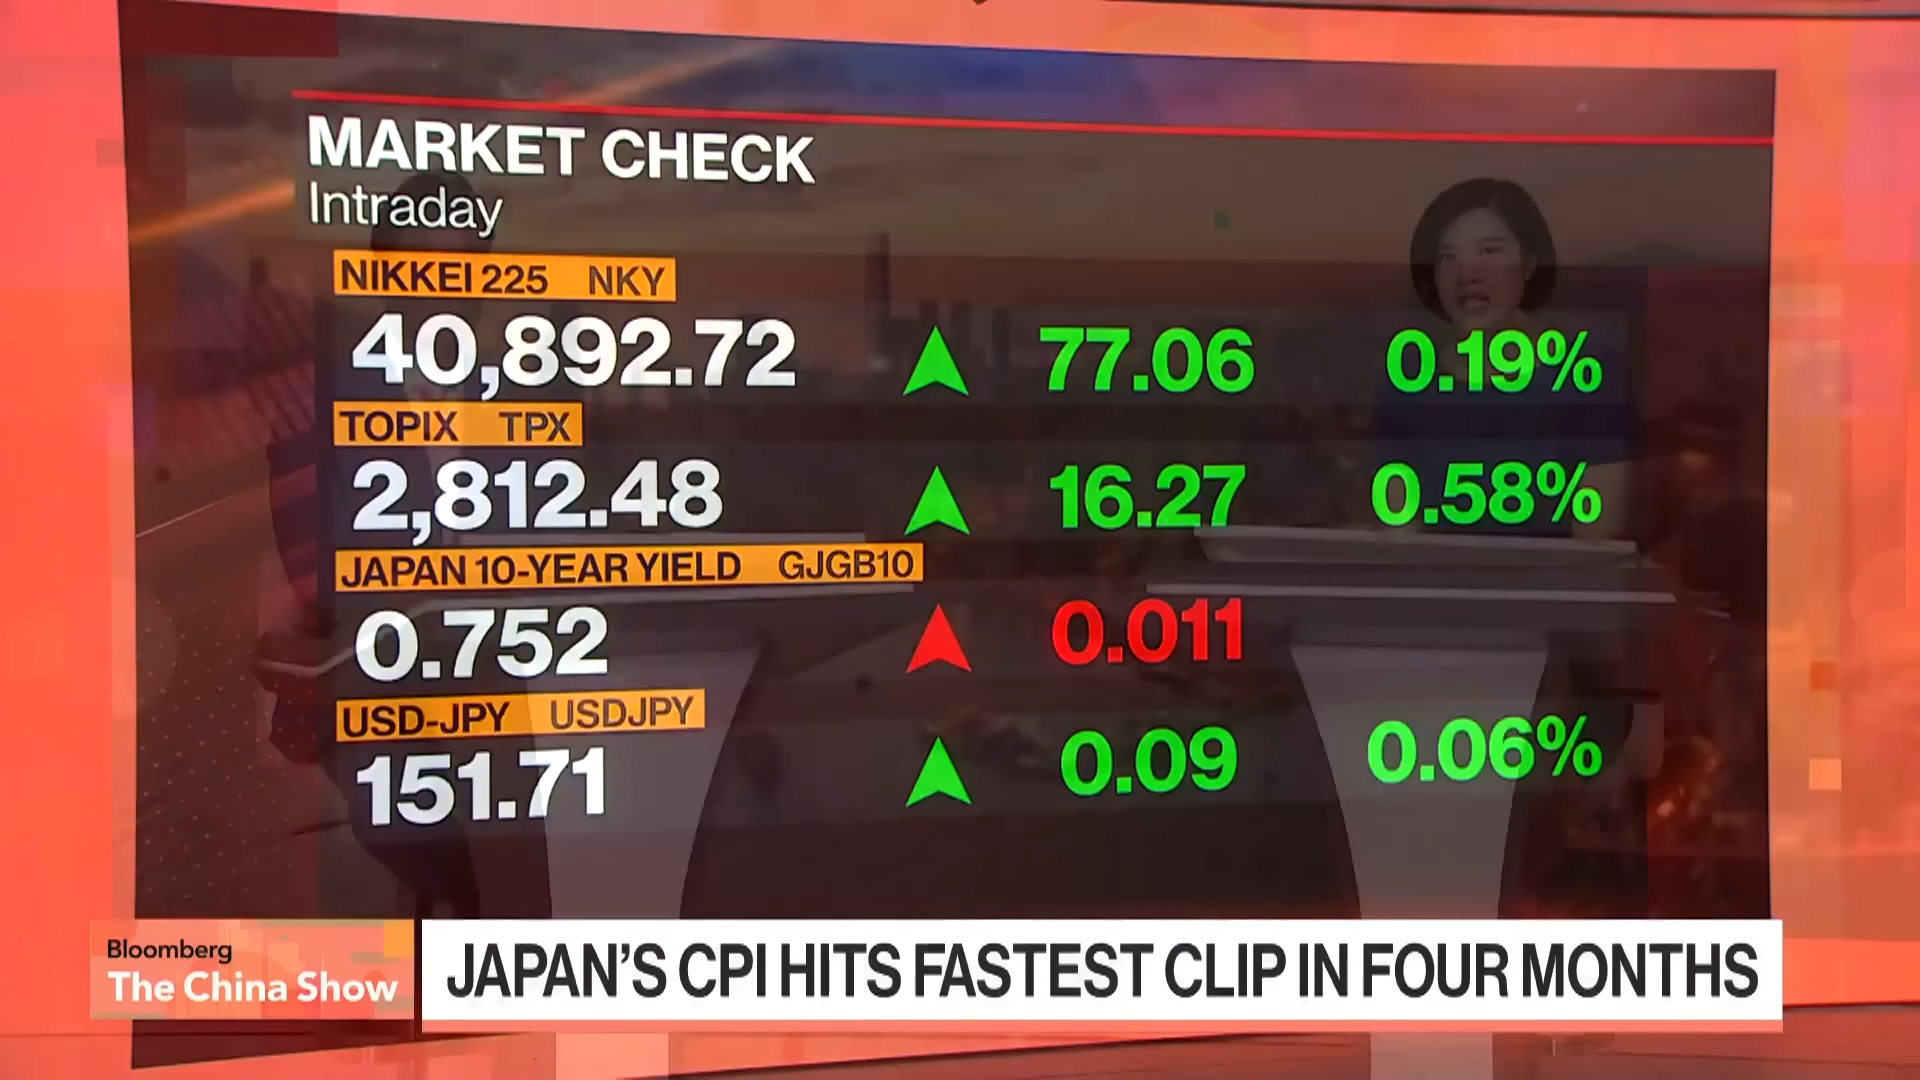 MARKET CHECK
Intraday
NIKKEI 225 NKY
40,892.72 77.06 0.19%
TOPIX TPX
2,812.48 16.27 0.58%
JAPAN 10-YEAR YIELD GJGB10
0.752 0.011
USD-JPY USDJPY
151.71 0.09 0.06%
Bloomberg
The China Show
JAPAN'S CPI HITS FASTEST CLIP IN FOUR MONTHS